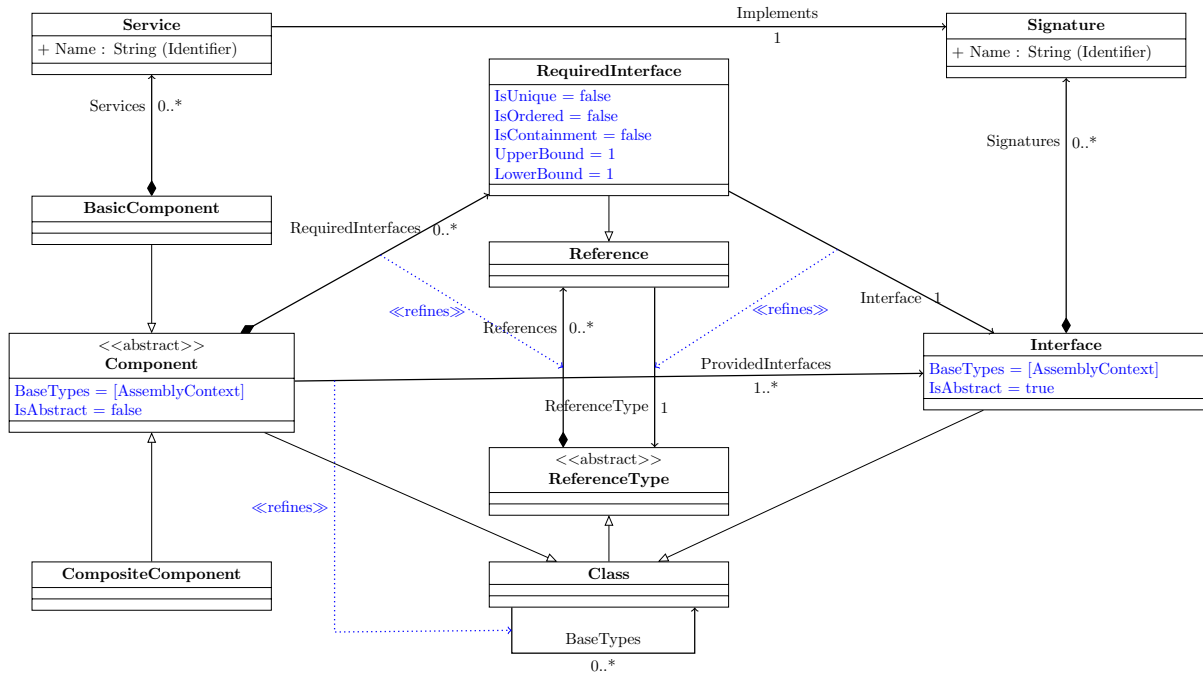 Service
+ Name : String (Identifier)
Implements
1
Signature
+ Name : String (Identifier)
RequiredInterface
IsUnique = false
IsOrdered = false
IsContainment = false
UpperBound = 1
LowerBound = 1
Services
0..*
Signatures
0..*
BasicComponent
RequiredInterfaces
0..*
Reference
≪refines≫
References
0..*
≪refines≫
Interface
1
<<abstract>>
Component
BaseTypes = [AssemblyContext]
IsAbstract = false
ProvidedInterfaces
1..*
Interface
BaseTypes = [AssemblyContext]
IsAbstract = true
ReferenceType
1
<<abstract>>
ReferenceType
≪refines≫
CompositeComponent
Class
BaseTypes
0..*